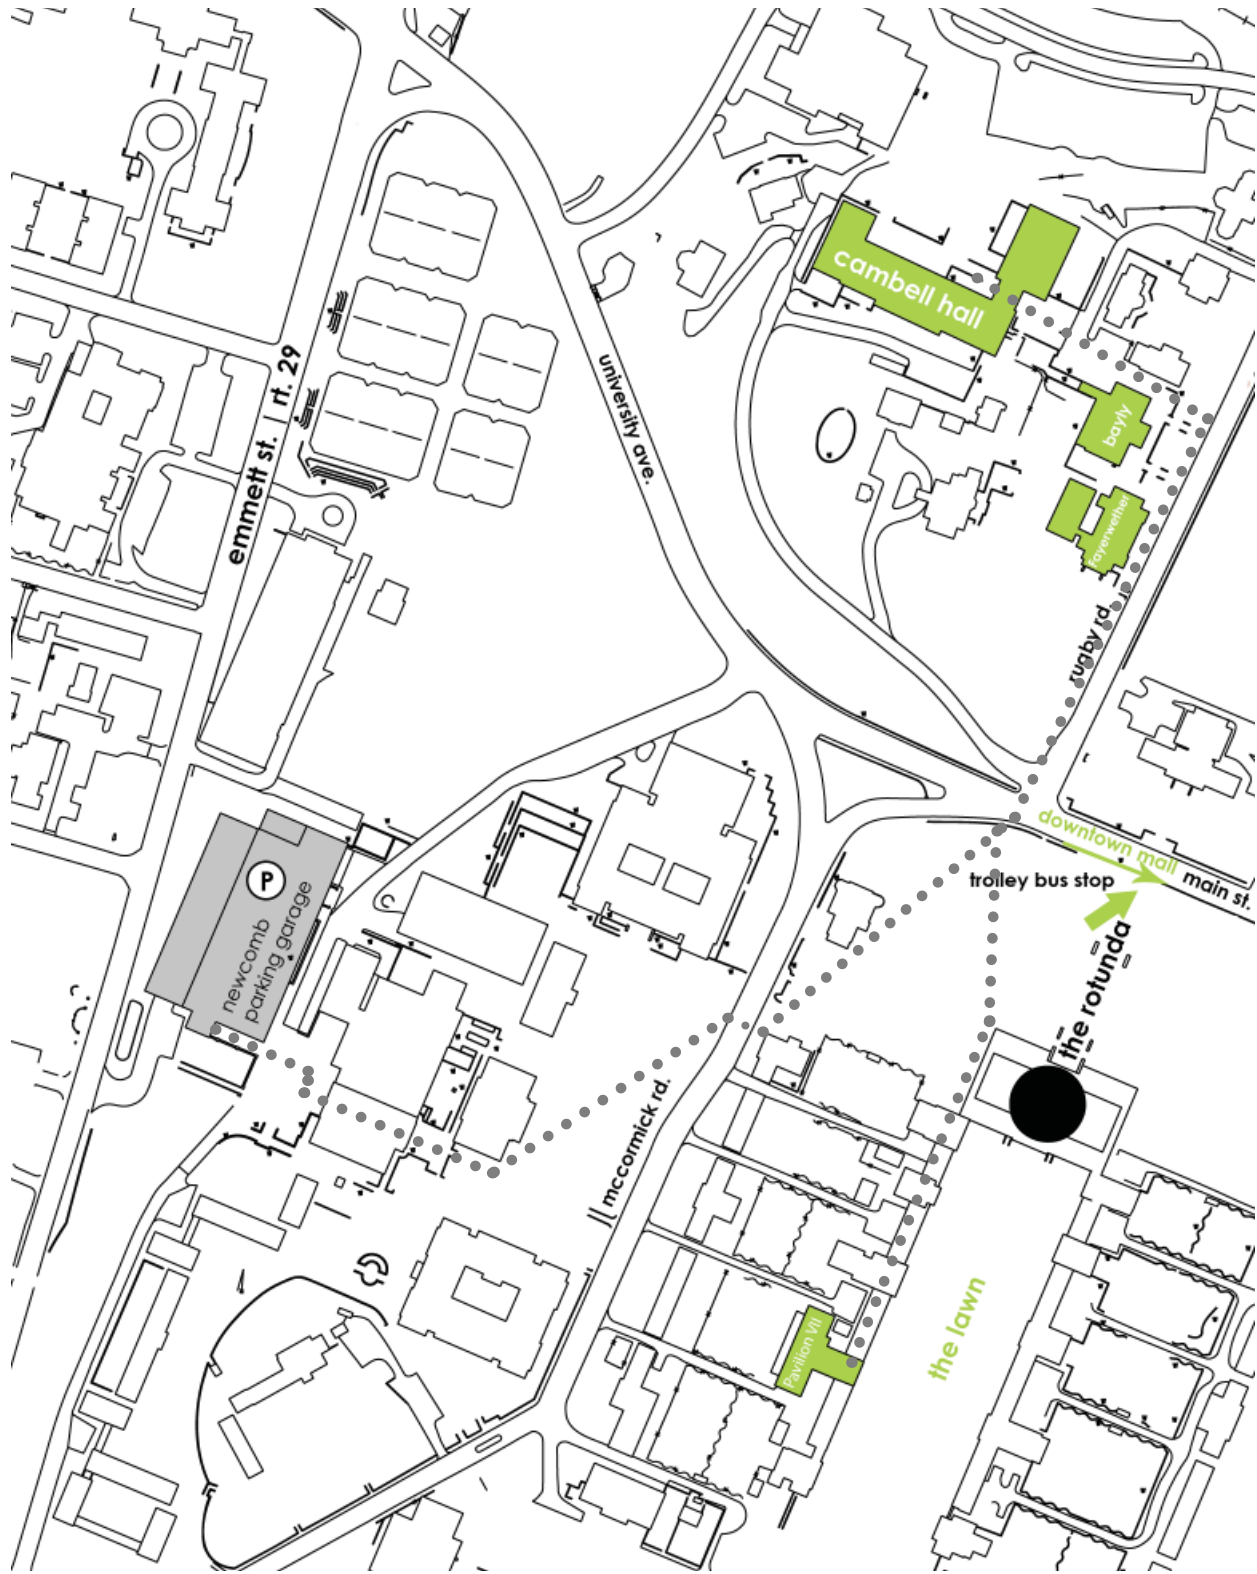 cambell hall
bayly
Fayerwether
rt. 29
emmett st. |
university ave.
rugby rd.
downtown mall
trolley bus stop
main st.
P
newcomb
parking garage
the rotunda
mccormick rd.
Pavilion VII
the lawn